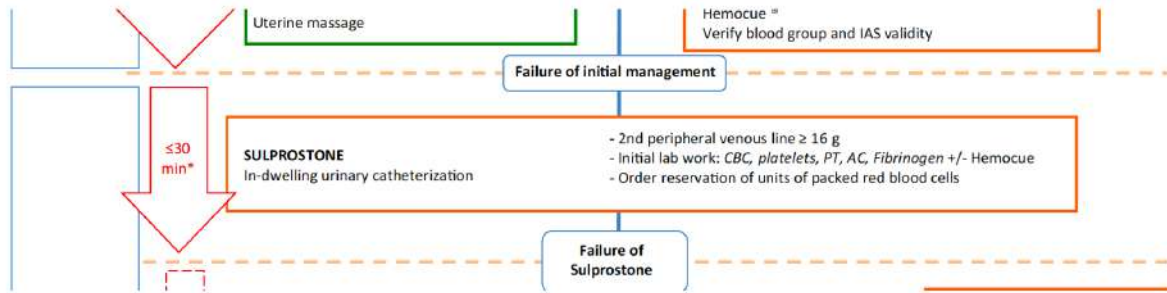 Uterine massage
Hemocue ®
Verify blood group and IAS validity
Failure of initial management
≤30
min*
SULPROSTONE
In-dwelling urinary catheterization
- 2nd peripheral venous line ≥ 16 g
- Initial lab work: CBC, platelets, PT, AC, Fibrinogen +/- Hemocue
- Order reservation of units of packed red blood cells
Failure of
Sulprostone